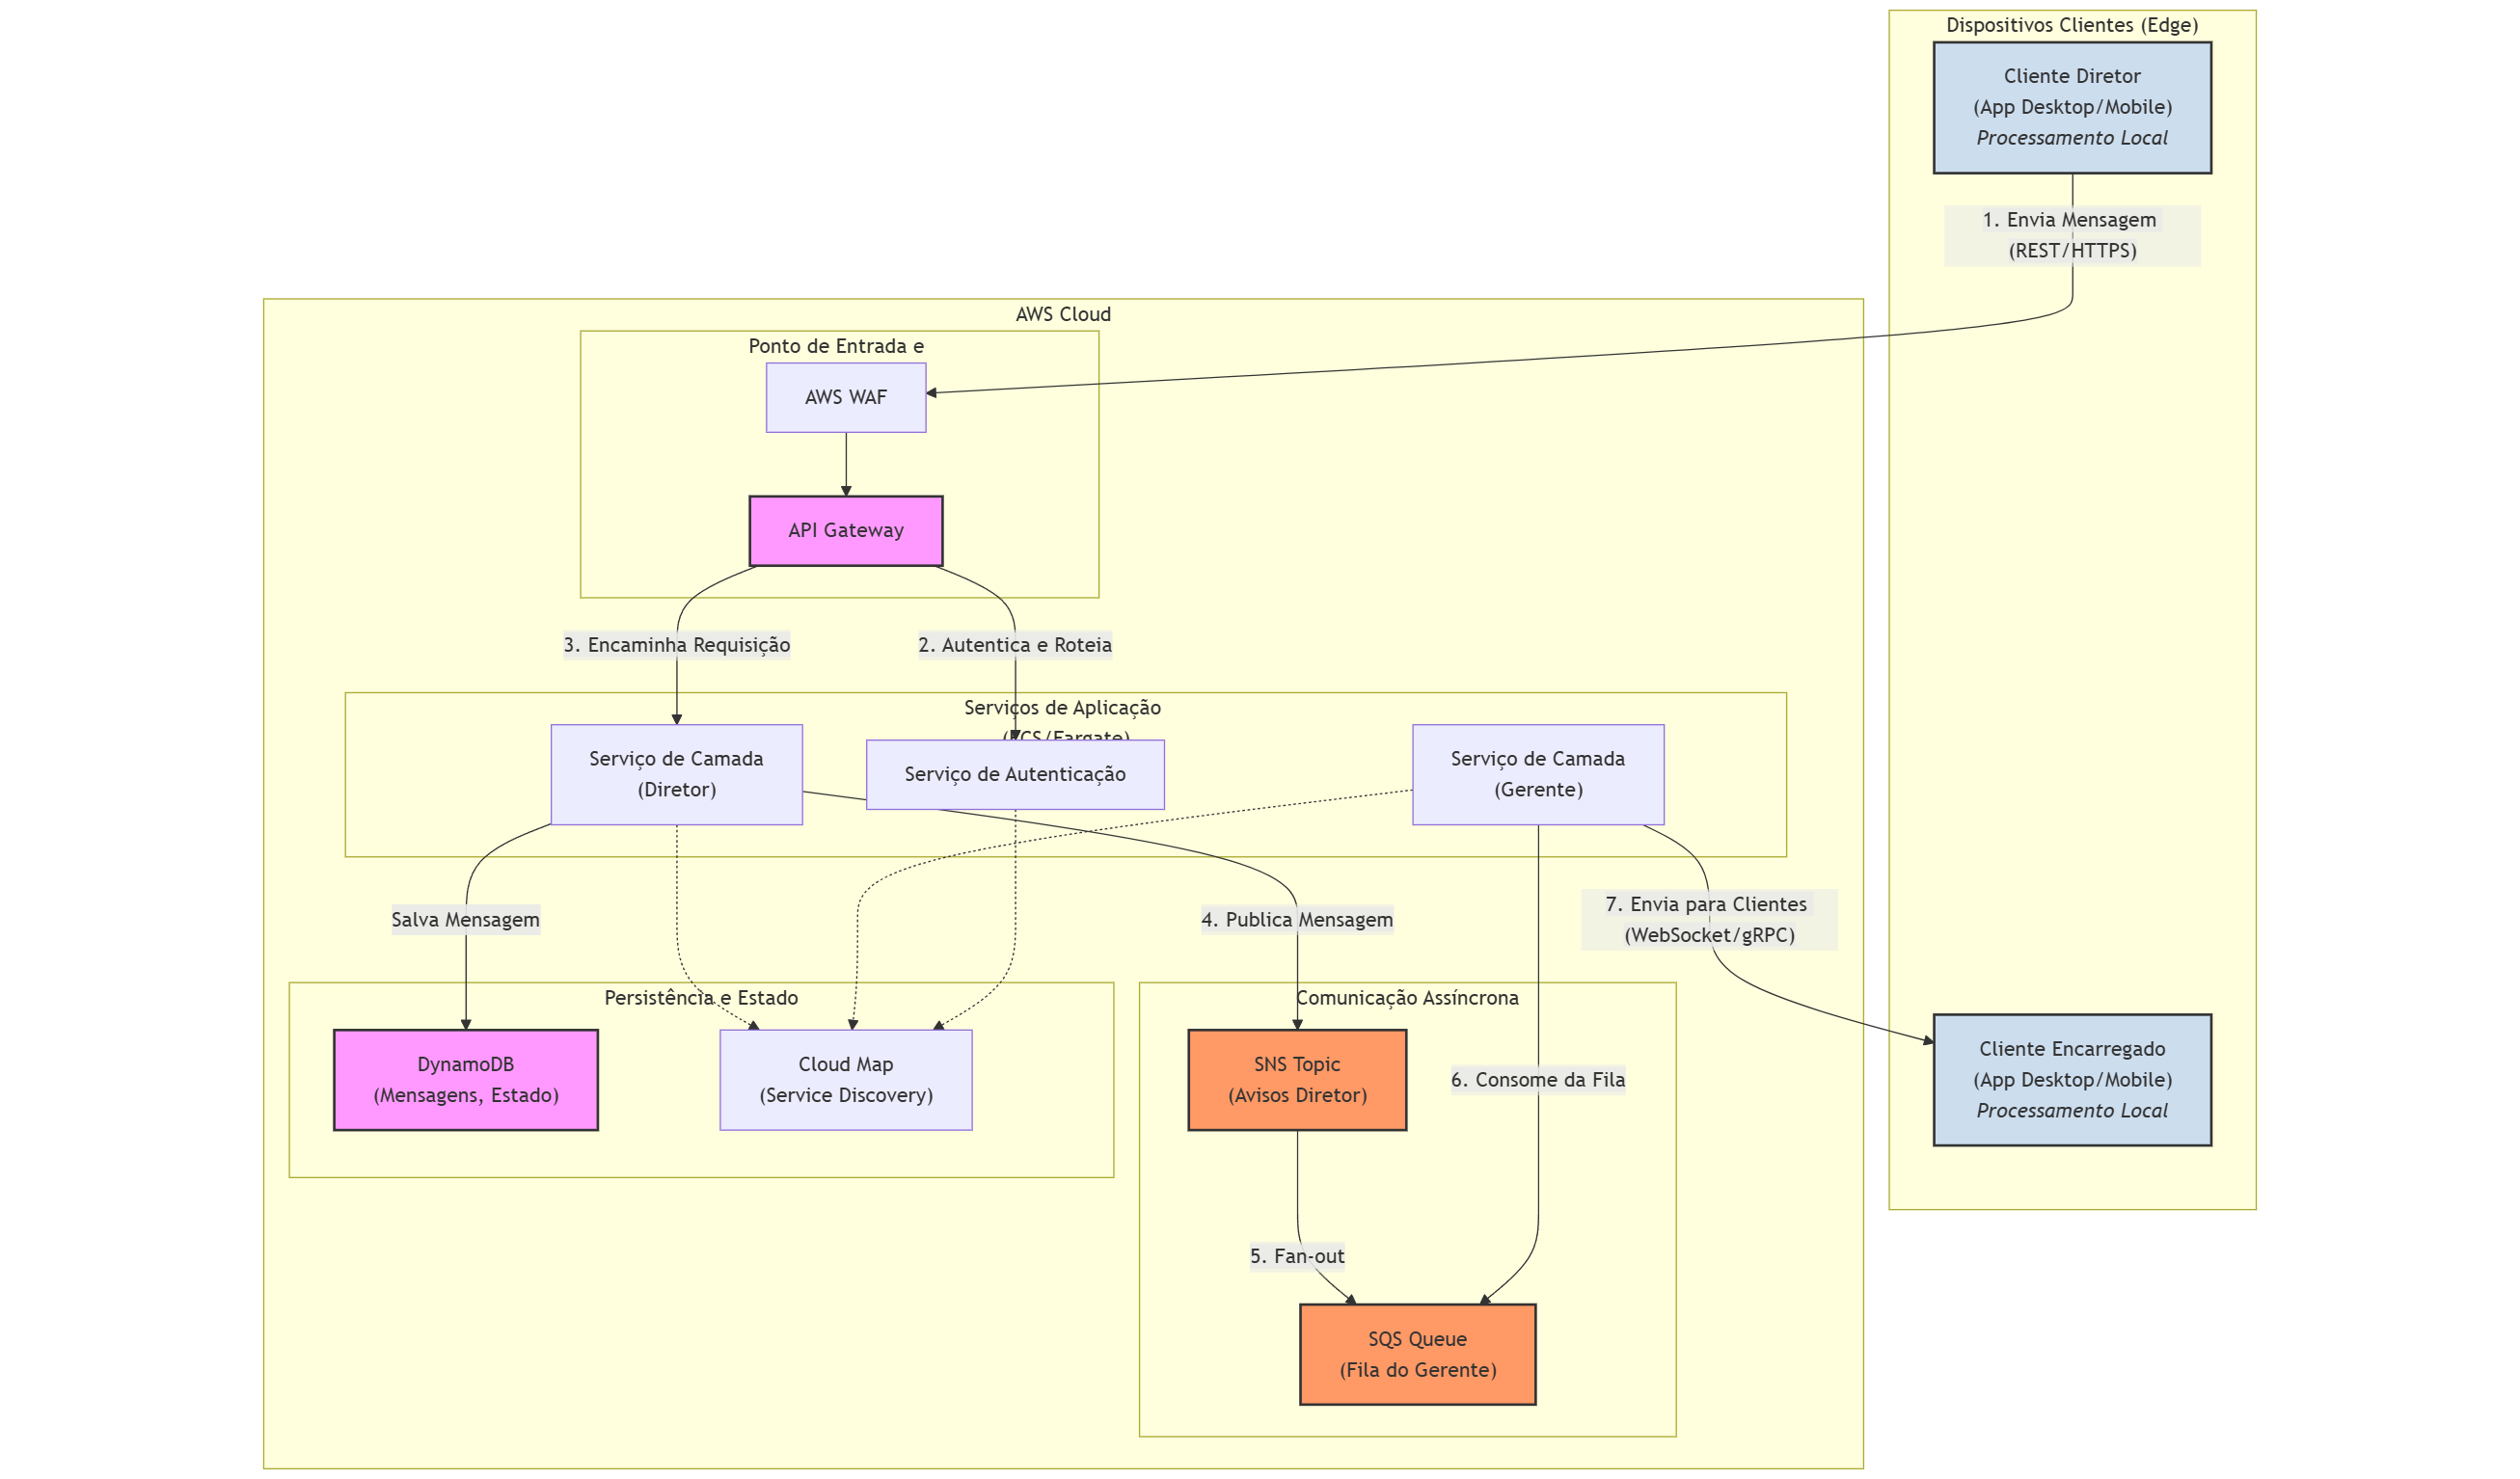 Dispositivos Clientes (Edge)
Cliente Diretor
(App Desktop/Mobile)
Processamento Local
1. Envia Mensagem
(REST/HTTPS)
AWS Cloud
Ponto de Entrada e
AWS WAF
API Gateway
3. Encaminha Requisição
2. Autentica e Roteia
Serviços de Aplicação
(ECS/Fargate)
Serviço de Camada
(Diretor)
Serviço de Autenticação
Serviço de Camada
(Gerente)
Salva Mensagem
4. Publica Mensagem
7. Envia para Clientes
(WebSocket/gRPC)
Persistência e Estado
DynamoDB
(Mensagens, Estado)
Cloud Map
(Service Discovery)
Comunicação Assíncrona
SNS Topic
(Avisos Diretor)
6. Consome da Fila
Cliente Encarregado
(App Desktop/Mobile)
Processamento Local
5. Fan-out
SQS Queue
(Fila do Gerente)